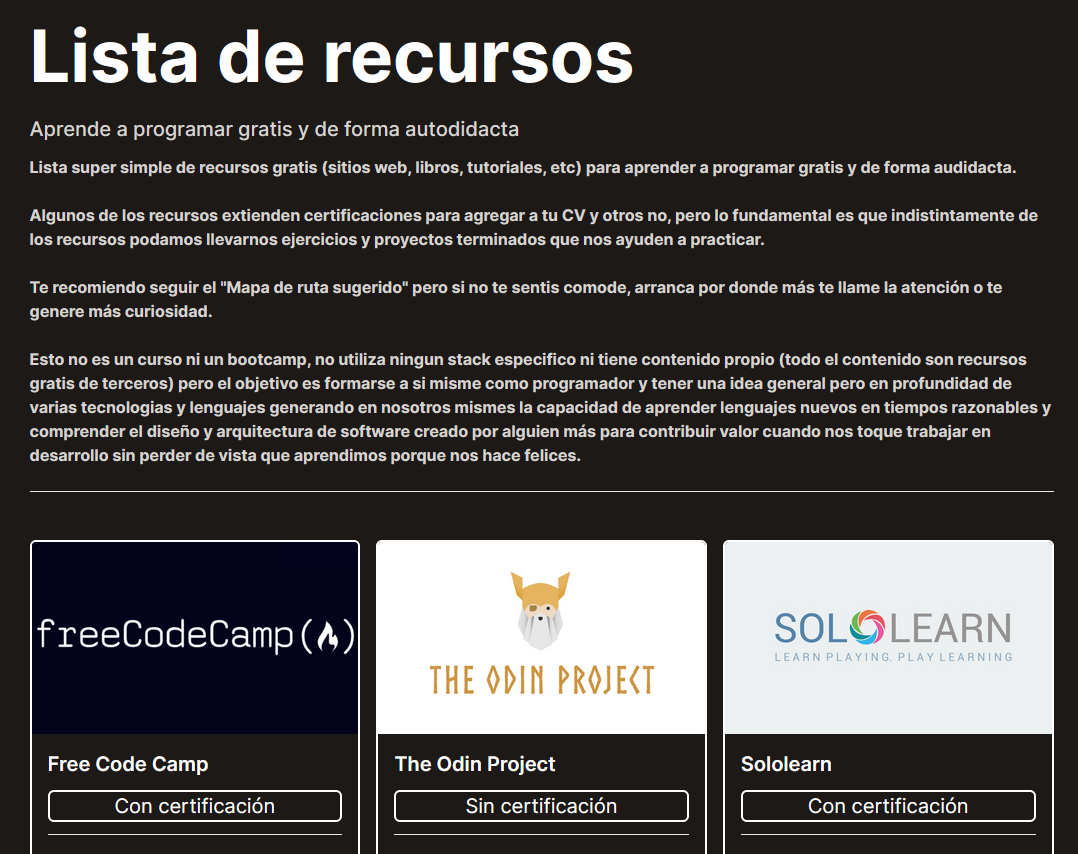 Lista de recursos
Aprende a programar gratis y de forma autodidacta
Lista super simple de recursos gratis (sitios web, libros, tutoriales, etc) para aprender a programar gratis y de forma audidacta.
Algunos de los recursos extienden certificaciones para agregar a tu CV y otros no, pero lo fundamental es que indistintamente de
los recursos podamos llevarnos ejercicios y proyectos terminados que nos ayuden a practicar.
Te recomiendo seguir el "Mapa de ruta sugerido" pero si no te sentis comode, arranca por donde más te llame la atención o te
genere más curiosidad.
Esto no es un curso ni un bootcamp, no utiliza ningun stack especifico ni tiene contenido propio (todo el contenido son recursos
gratis de terceros) pero el objetivo es formarse a si misme como programador y tener una idea general pero en profundidad de
varias tecnologias y lenguajes generando en nosotros mismes la capacidad de aprender lenguajes nuevos en tiempos razonables y
comprender el diseño y arquitectura de software creado por alguien más para contribuir valor cuando nos toque trabajar en
desarrollo sin perder de vista que aprendimos porque nos hace felices.
freeCodeCamp
THE ODIN PROJECT
SOLOLEARN
LEARN PLAYING. PLAY LEARNING
Free Code Camp
Con certificación
The Odin Project
Sin certificación
Sololearn
Con certificación